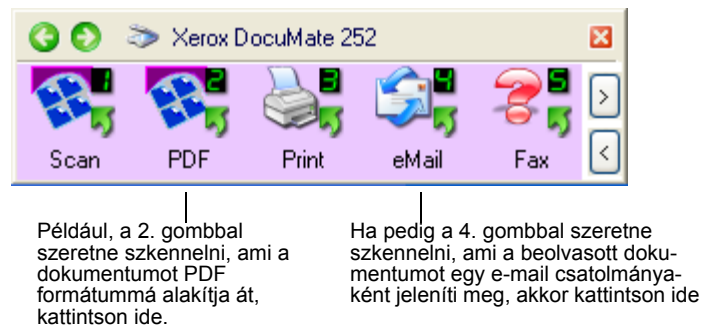 Xerox DocuMate 252
1 2 3 4 5
Scan PDF Print eMail Fax
Például, a 2. gombbal
szeretne szkennelni, ami a
dokumentumot PDF
formátummá alakítja át,
kattintson ide.
Ha pedig a 4. gombbal szeretne
szkennelni, ami a beolvasott doku-
mentumot egy e-mail csatolmánya-
ként jeleníti meg, akkor kattintson ide